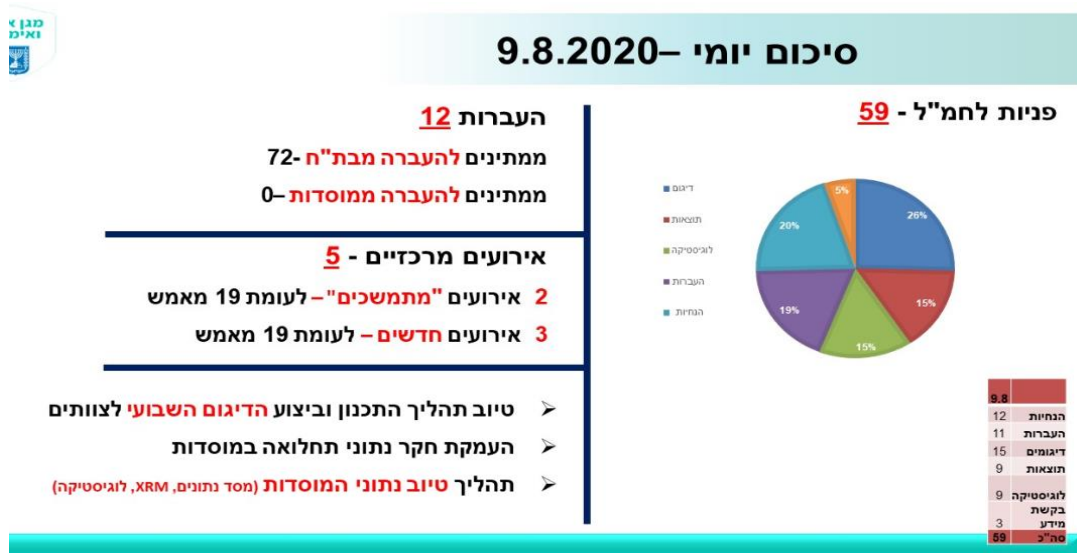 מגן א
ואימ
סיכום יומי –9.8.2020
פניות לחמ"ל - 59
דיגום
תוצאות
לוגיסטיקה
העברות
הנחיות
26%
15%
15%
19%
20%
5%
9.8
הנחיות 12
העברות 11
דיגומים 15
תוצאות 9
לוגיסטיקה 9
בקשת
מידע 3
סה"כ 59
העברות 12
ממתינים להעברה מבת"ח -72
ממתינים להעברה ממוסדות –0
אירועים מרכזיים - 5
2 אירועים "מתמשכים" – לעומת 19 מאמש
3 אירועים חדשים – לעומת 19 מאמש
טיוב תהליך התכנון וביצוע הדיגום השבועי לצוותים
העמקת חקר נתוני תחלואה במוסדות
תהליך טיוב נתוני המוסדות (מסד נתונים, XRM, לוגיסטיקה)